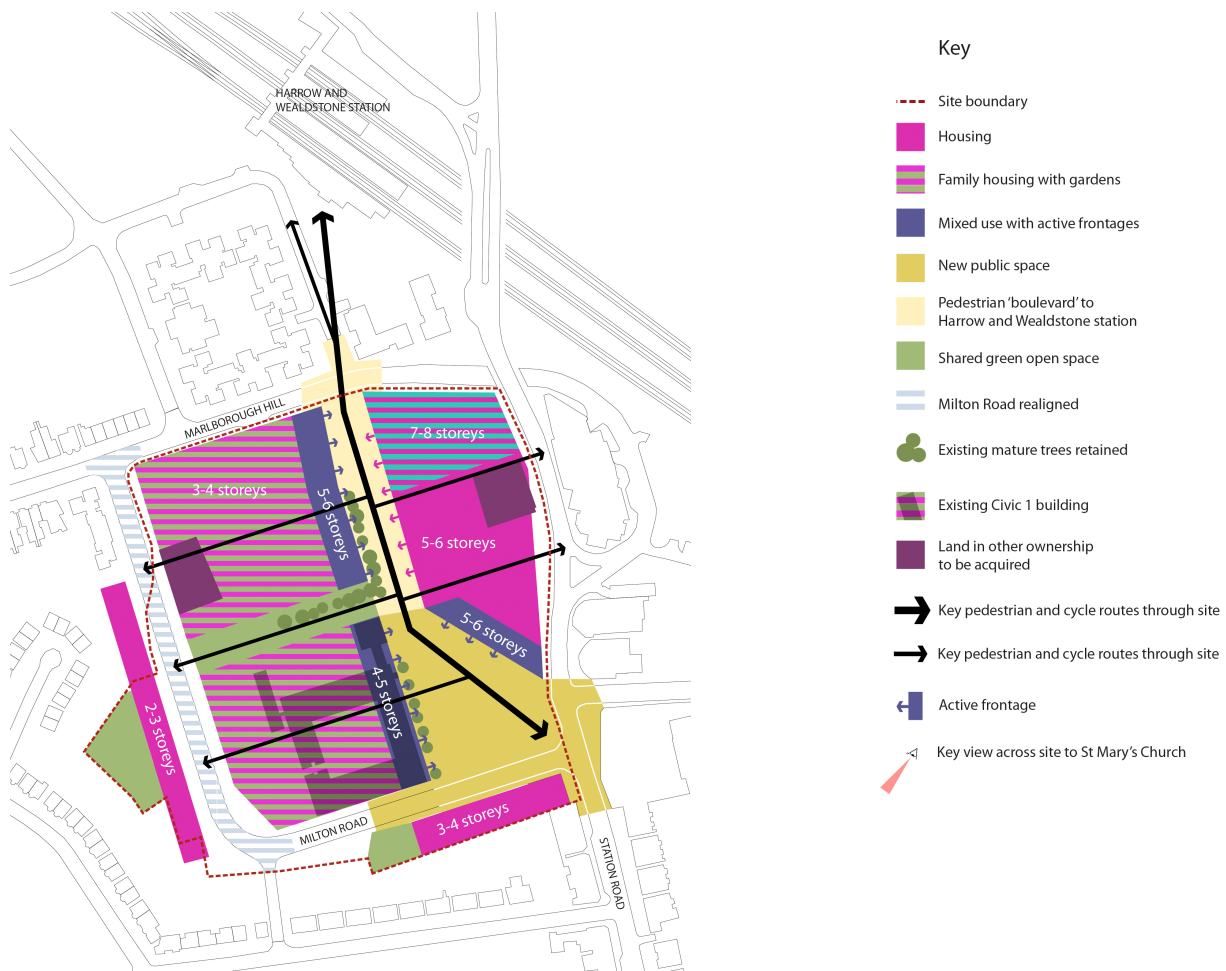 HARROW AND
WEALDSTONE STATION
MARLBOROUGH HILL
7-8 storeys
3-4 storeys
5-6 storeys
5-6 storeys
5-6 storeys
4-5 storeys
2-3 storeys
3-4 storeys
MILTON ROAD
STATION ROAD
Key
Site boundary
Housing
Family housing with gardens
Mixed use with active frontages
New public space
Pedestrian ‘boulevard’ to
Harrow and Wealdstone station
Shared green open space
Milton Road realigned
Existing mature trees retained
Existing Civic 1 building
Land in other ownership
to be acquired
Key pedestrian and cycle routes through site
Key pedestrian and cycle routes through site
Active frontage
Key view across site to St Mary’s Church